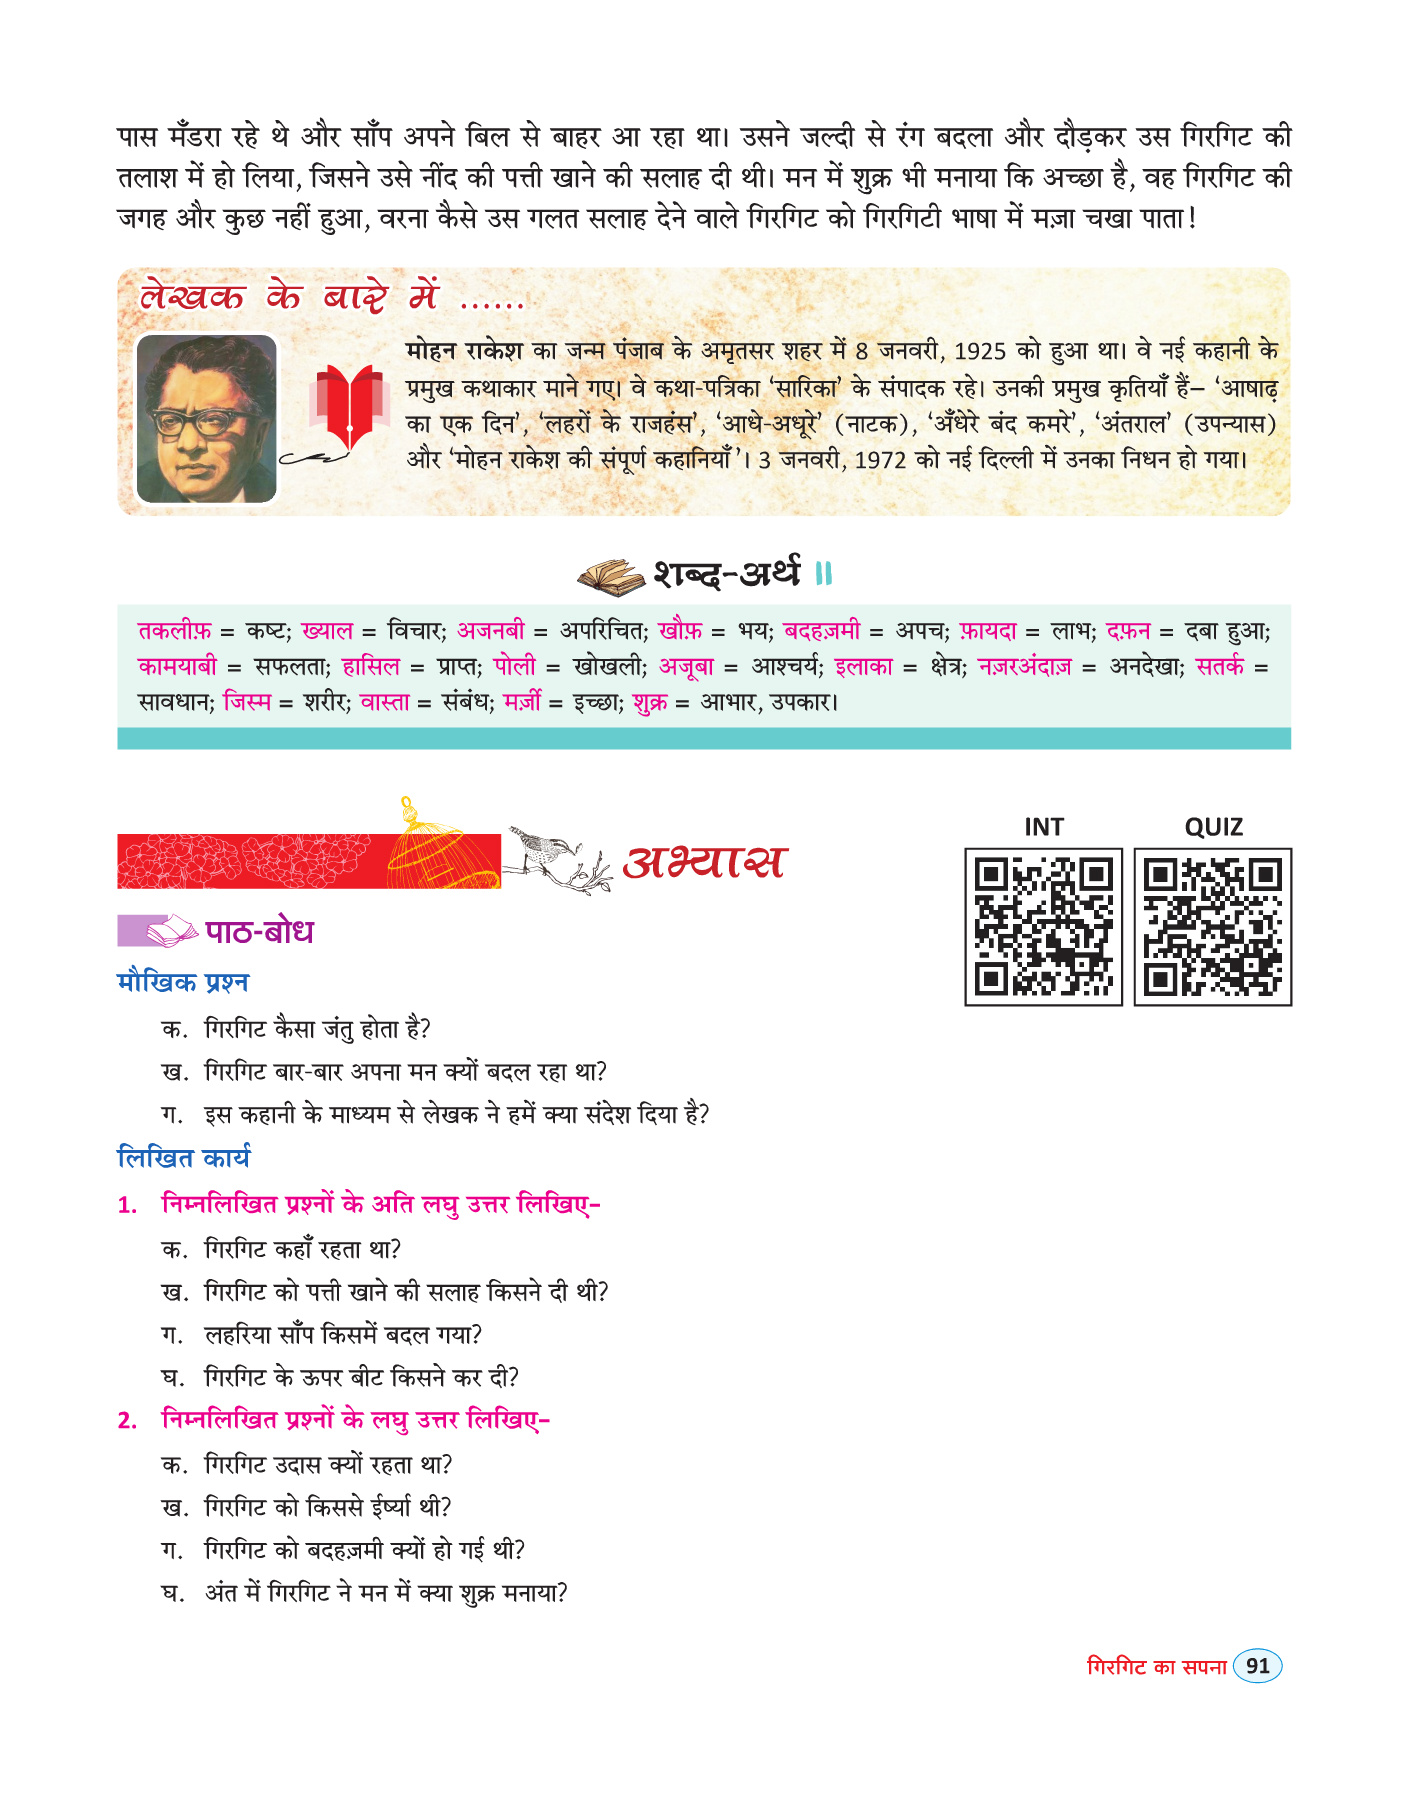 पास मँडरा रहे थे और साँप अपने बिल से बाहर आ रहा था। उसने जल्दी से रंग बदला और दौड़कर उस गिरगिट की
तलाश में हो लिया, जिसने उसे नींद की पत्ती खाने की सलाह दी थी। मन में शुक्र भी मनाया कि अच्छा है, वह गिरगिट की
जगह और कुछ नहीं हुआ, वरना कैसे उस गलत सलाह देने वाले गिरगिट को गिरगिटी भाषा में मज़ा चखा पाता!
लेखक के बारे में ......
मोहन राकेश का जन्म पंजाब के अमृतसर शहर में 8 जनवरी, 1925 को हुआ था। वे नई कहानी के
प्रमुख कथाकार माने गए। वे कथा-पत्रिका ‘सारिका’ के संपादक रहे। उनकी प्रमुख कृतियाँ हैं– ‘आषाढ़
का एक दिन’, ‘लहरों के राजहंस’, ‘आधे-अधूरे’ (नाटक), ‘अँधेरे बंद कमरे’, ‘अंतराल’ (उपन्यास)
और ‘मोहन राकेश की संपूर्ण कहानियाँ’। 3 जनवरी, 1972 को नई दिल्ली में उनका निधन हो गया।
शब्द-अर्थ
तकलीफ़ = कष्ट; ख्याल = विचार; अजनबी = अपरिचित; खौफ़ = भय; बदहज़मी = अपच; फ़ायदा = लाभ; दफ़न = दबा हुआ;
कामयाबी = सफलता; हासिल = प्राप्त; पोली = खोखली; अजूबा = आश्चर्य; इलाका = क्षेत्र; नज़रअंदाज़ = अनदेखा; सतर्क =
सावधान; जिस्म = शरीर; वास्ता = संबंध; मर्ज़ी = इच्छा; शुक्र = आभार, उपकार।
INT QUIZ
अभ्यास
पाठ-बोध
मौखिक प्रश्न
क. गिरगिट कैसा जंतु होता है?
ख. गिरगिट बार-बार अपना मन क्यों बदल रहा था?
ग. इस कहानी के माध्यम से लेखक ने हमें क्या संदेश दिया है?
लिखित कार्य
1. निम्नलिखित प्रश्नों के अति लघु उत्तर लिखिए–
क. गिरगिट कहाँ रहता था?
ख. गिरगिट को पत्ती खाने की सलाह किसने दी थी?
ग. लहरिया साँप किसमें बदल गया?
घ. गिरगिट के ऊपर बीट किसने कर दी?
2. निम्नलिखित प्रश्नों के लघु उत्तर लिखिए–
क. गिरगिट उदास क्यों रहता था?
ख. गिरगिट को किससे ईर्ष्या थी?
ग. गिरगिट को बदहज़मी क्यों हो गई थी?
घ. अंत में गिरगिट ने मन में क्या शुक्र मनाया?
गिरगिट का सपना 91